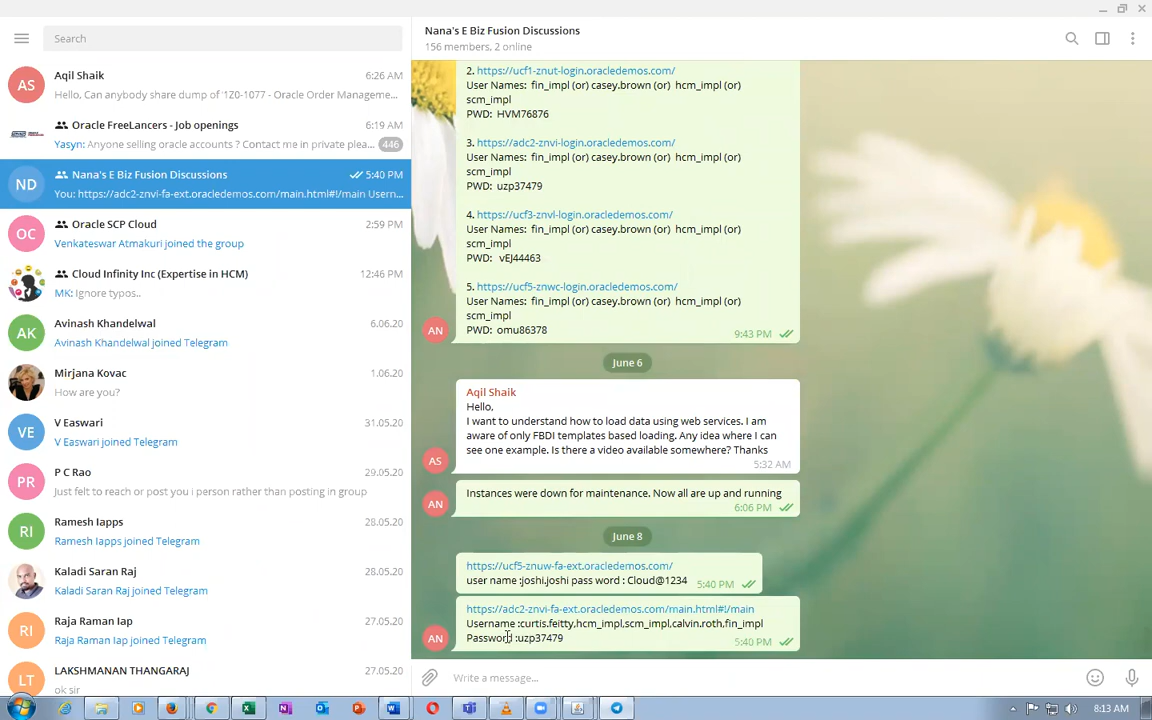 Search
AS
Aqil Shaik
6:26 AM
Hello, Can anybody share dump of '1Z0-1077 - Oracle Order Manageme...
Oracle FreeLancers - Job openings
6:19 AM
Yasyn: Anyone selling oracle accounts ? Contact me in private plea...
446
ND
Nana's E Biz Fusion Discussions
5:40 PM
You: https://adc2-znvi-fa-ext.oracledemos.com/main.html#!/main Usern...
OC
Oracle SCP Cloud
2:59 PM
Venkateswar Atmakuri joined the group
Cloud Infinity Inc (Expertise in HCM)
12:46 PM
MK: Ignore typos..
AK
Avinash Khandelwal
6.06.20
Avinash Khandelwal joined Telegram
Mirjana Kovac
1.06.20
How are you?
VE
V Easwari
31.05.20
V Easwari joined Telegram
PR
P C Rao
29.05.20
Just felt to reach or post you i person rather than posting in group
RI
Ramesh Iapps
28.05.20
Ramesh Iapps joined Telegram
Kaladi Saran Raj
28.05.20
Kaladi Saran Raj joined Telegram
RI
Raja Raman Iap
27.05.20
Raja Raman Iap joined Telegram
LT
LAKSHMANAN THANGARAJ
27.05.20
ok sir
Nana's E Biz Fusion Discussions
156 members, 2 online
2. https://ucf1-znut-login.oracledemos.com/
User Names: fin_impl (or) casey.brown (or) hcm_impl (or)
scm_impl
PWD: HVM76876
3. https://adc2-znvi-login.oracledemos.com/
User Names: fin_impl (or) casey.brown (or) hcm_impl (or)
scm_impl
PWD: uzp37479
4. https://ucf3-znvl-login.oracledemos.com/
User Names: fin_impl (or) casey.brown (or) hcm_impl (or)
scm_impl
PWD: vEJ44463
5. https://ucf5-znwc-login.oracledemos.com/
User Names: fin_impl (or) casey.brown (or) hcm_impl (or)
scm_impl
PWD: omu86378
AN
9:43 PM
June 6
Aqil Shaik
Hello,
I want to understand how to load data using web services. I am
aware of only FBDI templates based loading. Any idea where I can
see one example. Is there a video available somewhere? Thanks
AS
5:32 AM
Instances were down for maintenance. Now all are up and running
AN
6:06 PM
June 8
https://ucf5-znuw-fa-ext.oracledemos.com/
user name :joshi.joshi pass word : Cloud@1234
5:40 PM
https://adc2-znvi-fa-ext.oracledemos.com/main.html#!/main
Username :curtis.feitty,hcm_impl,scm_impl,calvin.roth,fin_impl
Password :uzp37479
AN
5:40 PM
Write a message...
8:13 AM